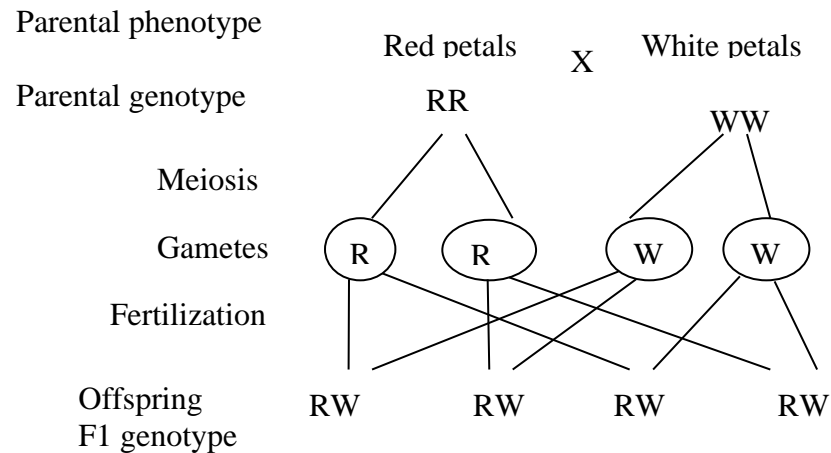 Parental phenotype
Red petals X White petals
Parental genotype RR WW
Meiosis
Gametes R R W W
Fertilization
Offspring RW RW RW RW
F1 genotype